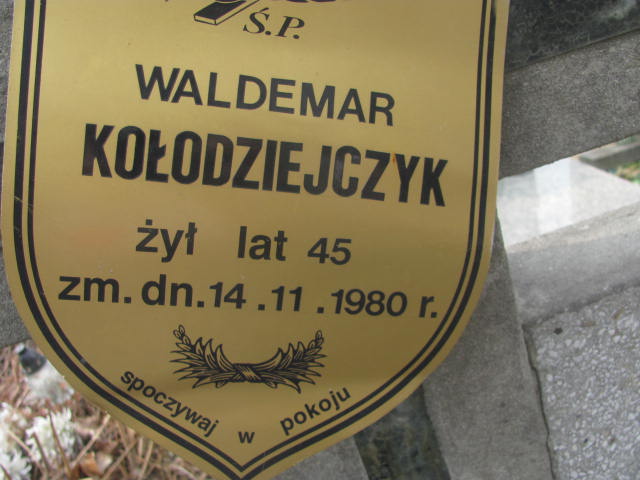 Ś.P.
WALDEMAR
KOŁODZIEJCZYK
żył lat 45
zm. dn. 14.11.1980 r.
spoczywaj w pokoju